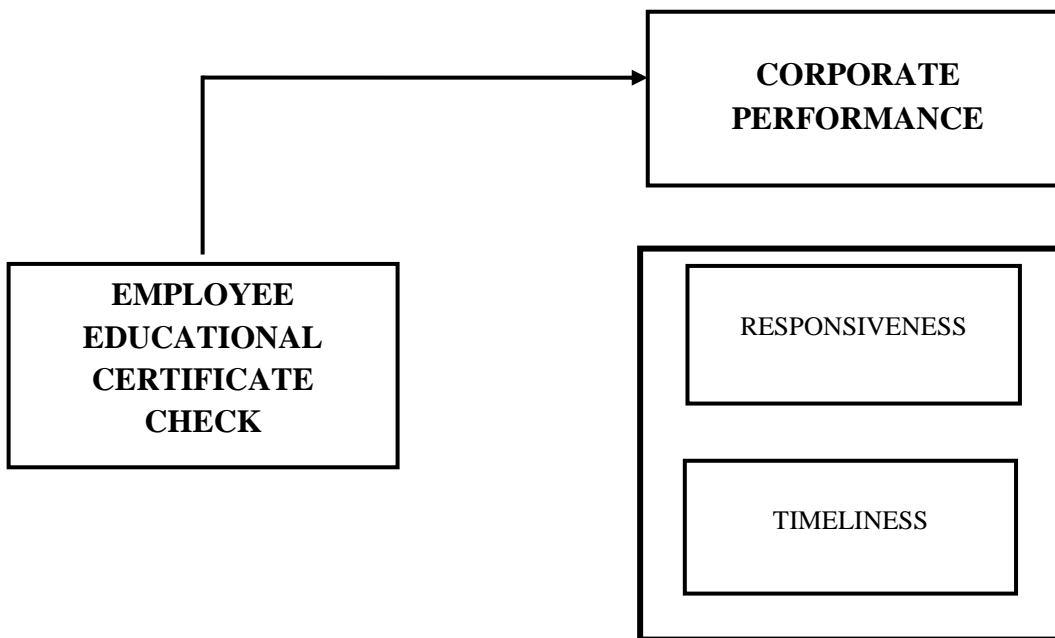 CORPORATE
PERFORMANCE
EMPLOYEE
EDUCATIONAL
CERTIFICATE
CHECK
RESPONSIVENESS
TIMELINESS